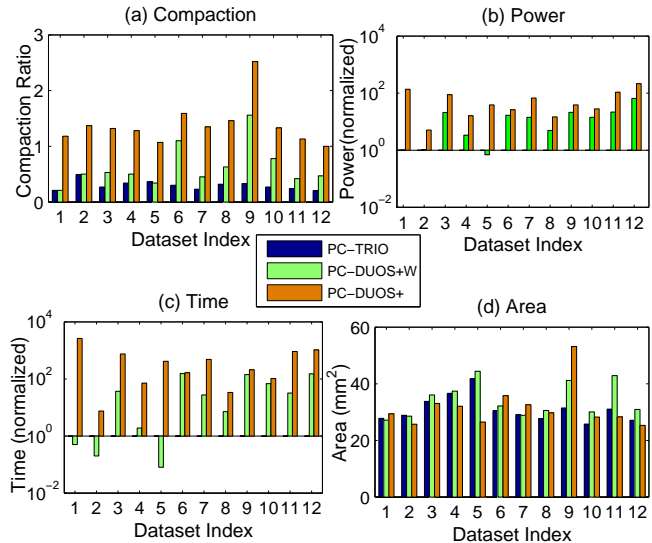 (a) Compaction
3
2
1
0
Compaction Ratio
1 2 3 4 5 6 7 8 9 10 11 12
Dataset Index
(b) Power
10^4
10^2
10^0
10^−2
Power(normalized)
1 2 3 4 5 6 7 8 9 10 11 12
Dataset Index
PC−TRIO
PC−DUOS+W
PC−DUOS+
(c) Time
10^4
10^2
10^0
10^−2
Time (normalized)
1 2 3 4 5 6 7 8 9 10 11 12
Dataset Index
(d) Area
60
40
20
0
Area (mm²)
1 2 3 4 5 6 7 8 9 10 11 12
Dataset Index